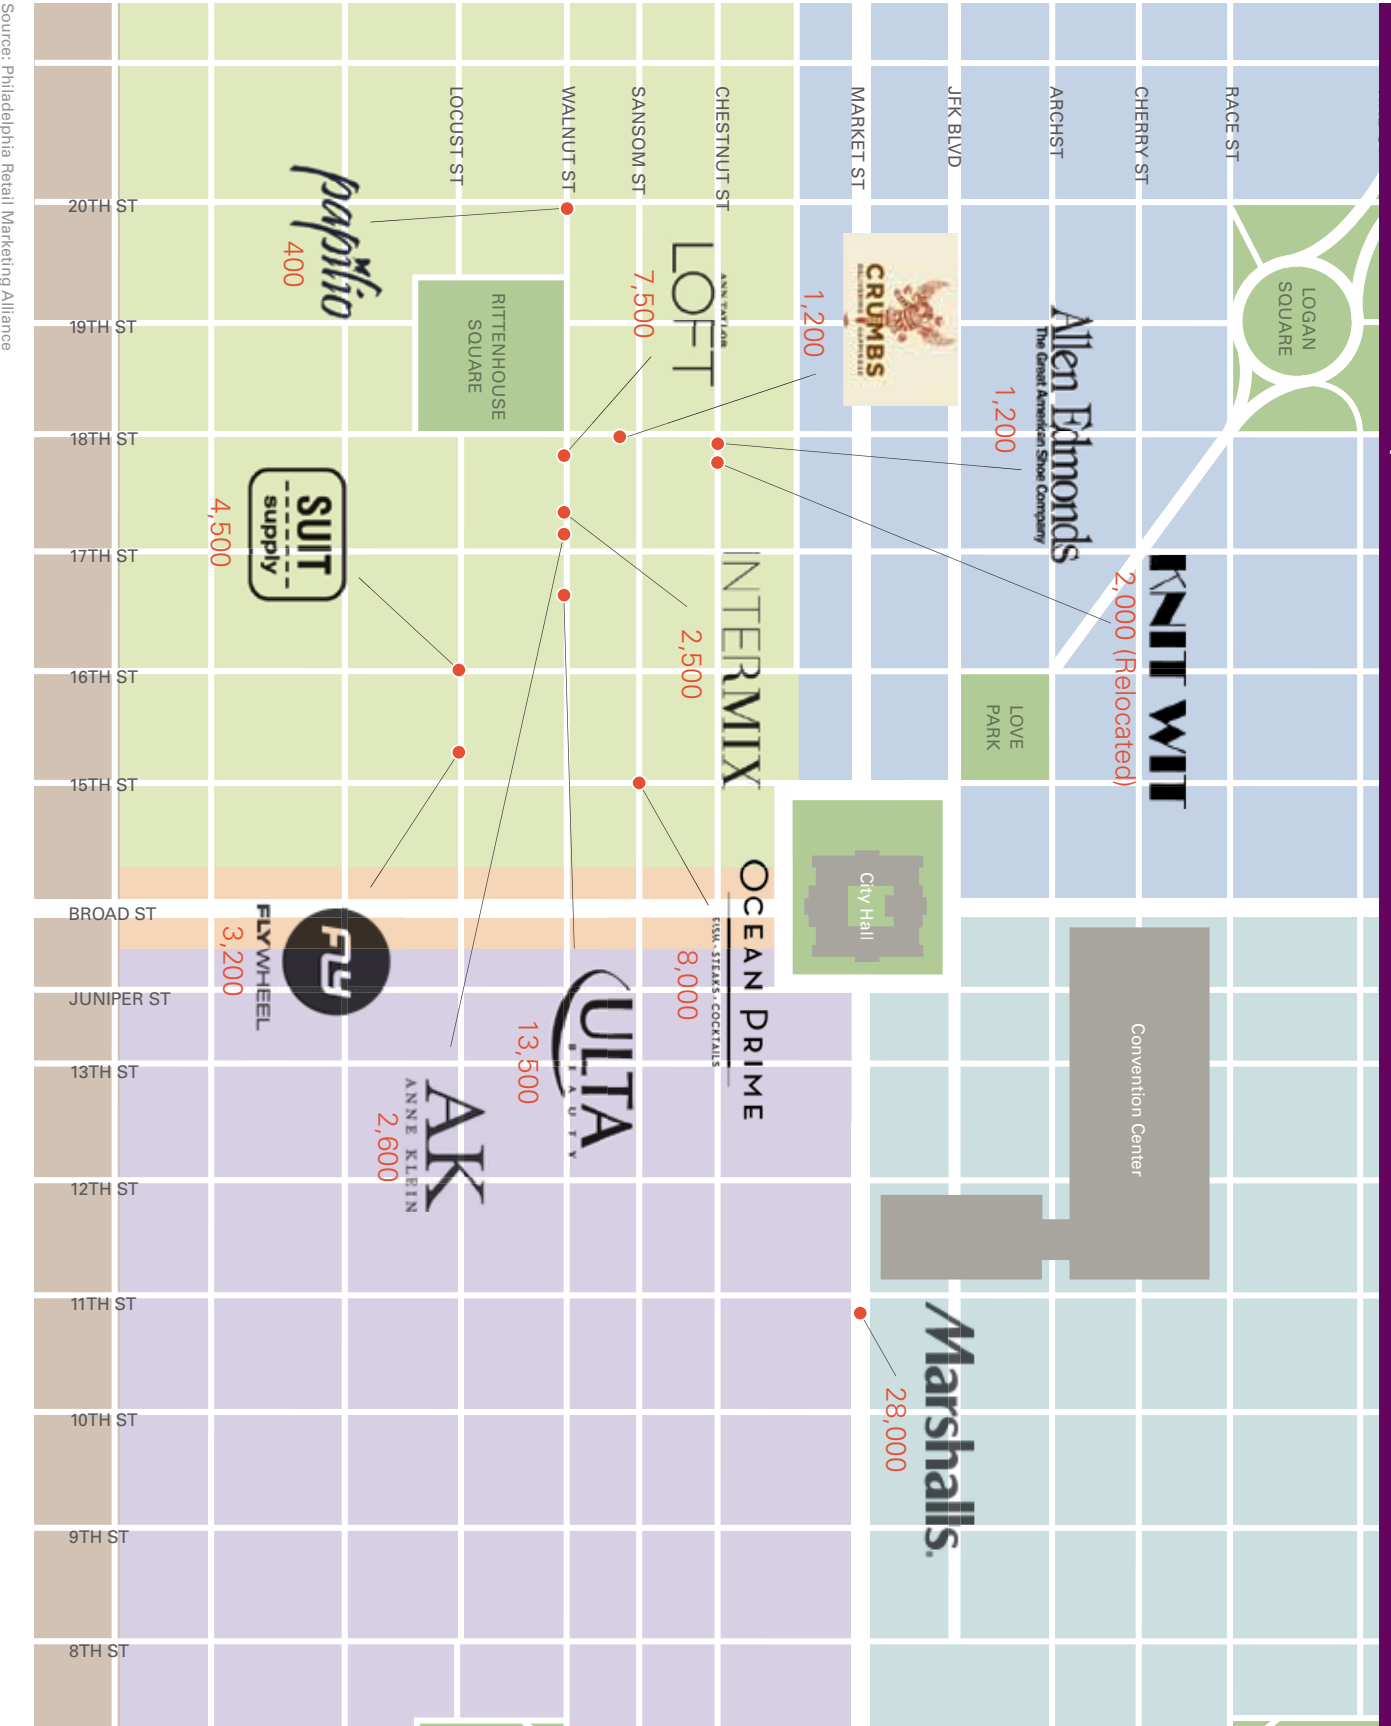 Source: Philadelphia Retail Marketing Alliance
LOCUST ST
WALNUT ST
SANSOM ST
CHESTNUT ST
MARKET ST
JFK BLVD
ARCHST
CHERRY ST
RACE ST
20TH ST
19TH ST
18TH ST
17TH ST
16TH ST
15TH ST
BROAD ST
JUNIPER ST
13TH ST
12TH ST
11TH ST
10TH ST
9TH ST
8TH ST
LOGAN
SQUARE
RITTENHOUSE
SQUARE
LOVE
PARK
City Hall
Convention Center
papilio
400
ANN TAYLOR
LOFT
7,500
CRUMBS
1,200
Allen Edmonds
The Great American Shoe Company
1,200
KNIT WIT
2,000 (Relocated)
SUIT
supply
4,500
INTERMIX
2,500
OCEAN PRIME
FISH • STEAKS • COCKTAILS
8,000
FLY
FLYWHEEL
3,200
ULTA
BEAUTY
13,500
AK
ANNE KLEIN
2,600
Marshalls.
28,000